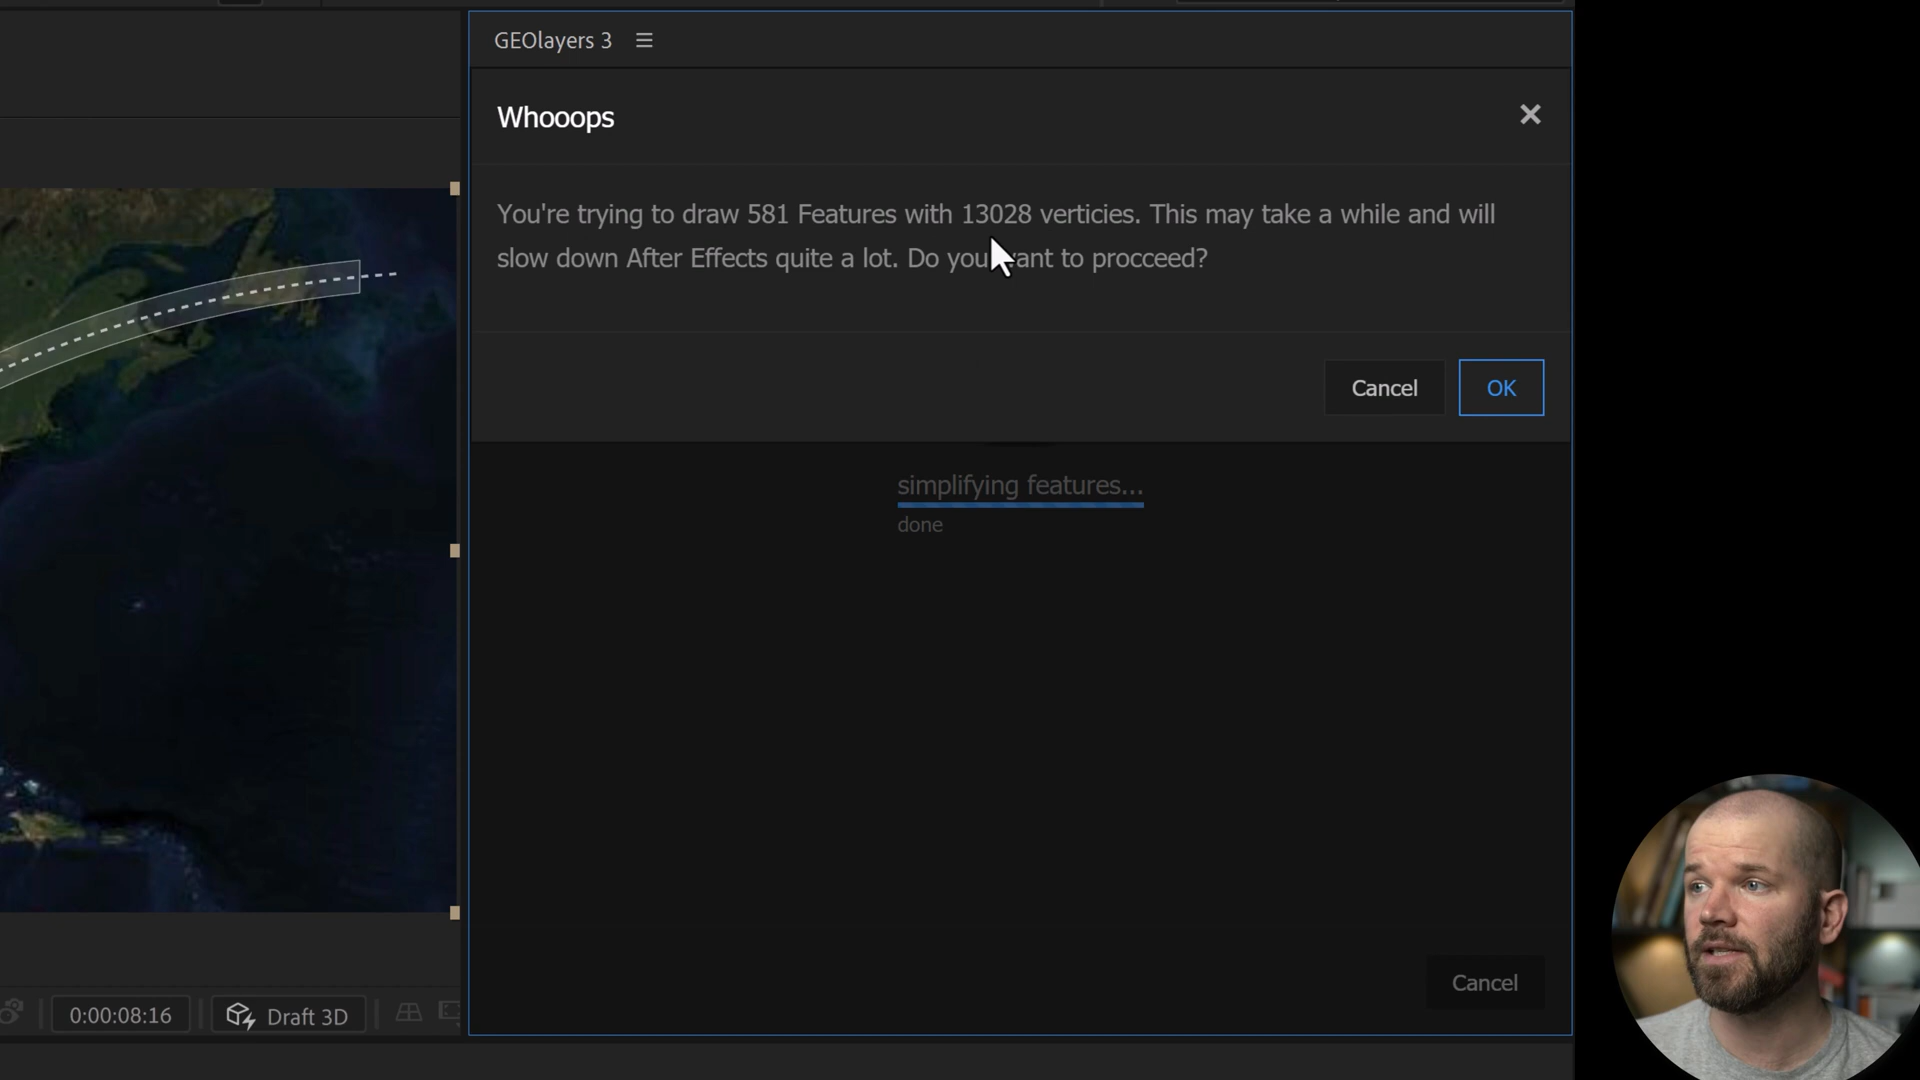 GEOlayers 3
Whooops
You're trying to draw 581 Features with 13028 verticies. This may take a while and will
slow down After Effects quite a lot. Do you want to procceed?
Cancel
OK
simplifying features...
done
Cancel
0:00:08:16
Draft 3D